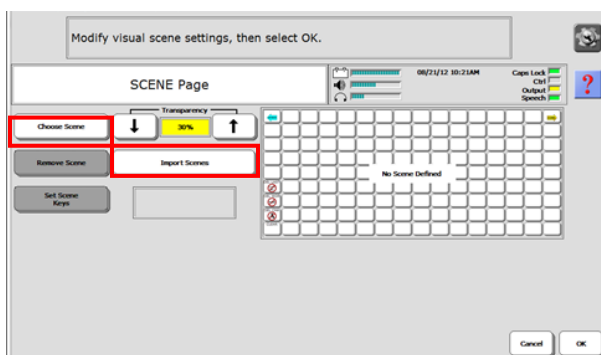 Modify visual scene settings, then select OK.
SCENE Page
08/21/12 10:21AM
Caps Lock
Ctrl
Output
Speech
?
Choose Scene
Transparency
30%
Remove Scene
Import Scenes
No Scene Defined
Set Scene
Keys
Cancel
OK